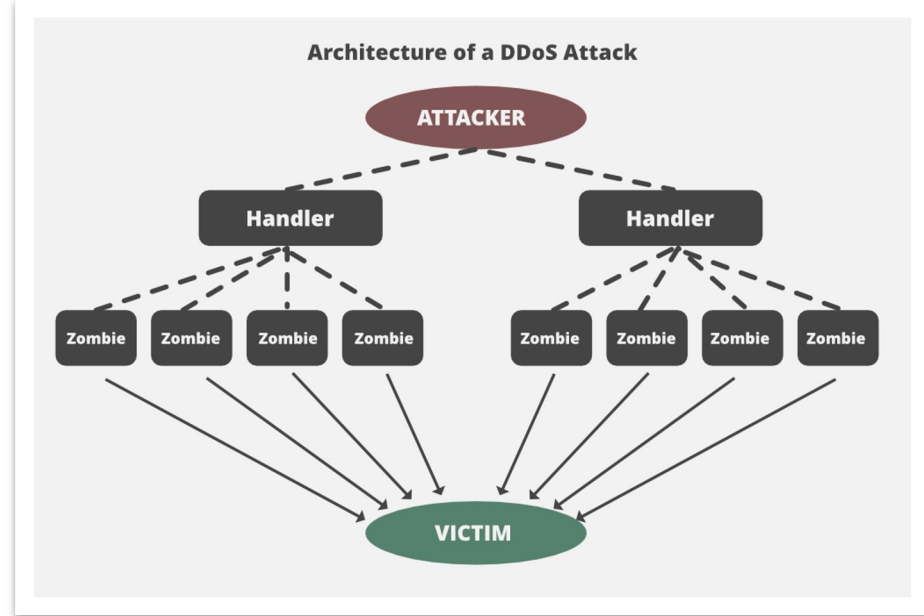 Architecture of a DDoS Attack
ATTACKER
Handler Handler
Zombie Zombie Zombie Zombie Zombie Zombie Zombie Zombie
VICTIM